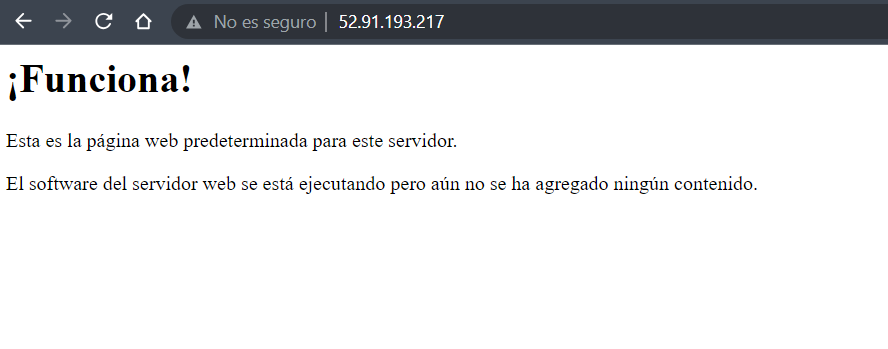 No es seguro | 52.91.193.217
¡Funciona!
Esta es la página web predeterminada para este servidor.
El software del servidor web se está ejecutando pero aún no se ha agregado ningún contenido.